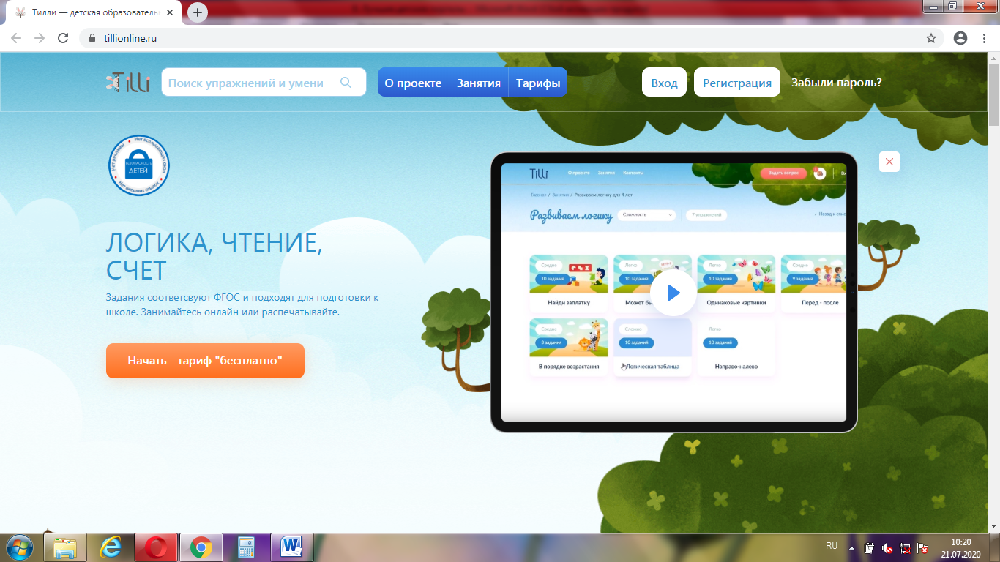 Тилли — детская образователь
tillionline.ru
Tilli
Поиск упражнений и умени
О проекте
Занятия
Тарифы
Вход
Регистрация
Забыли пароль?
Нет рекламы • Нет всплывающих окон • Нет внешних ссылок
БЕЗОПАСНОСТЬ
ДЕТЕЙ
ЛОГИКА, ЧТЕНИЕ,
СЧЕТ
Задания соответсвуют ФГОС и подходят для подготовки к
школе. Занимайтесь онлайн или распечатывайте.
Начать - тариф "бесплатно"
Tilli
О проекте
Занятия
Контакты
Задать вопрос
Вх
Главная / Занятия / Развиваем логику для 4 лет
Развиваем логику
Сложность
7 упражнений
‹ Назад к спис
Средне
10 заданий
Найди заплатку
Легко
10 заданий
Может бы
Легко
10 заданий
Одинаковые картинки
Средне
9 заданий
Перед - после
Средне
3 задания
В порядке возрастания
Сложно
10 заданий
Логическая таблица
Легко
10 заданий
Направо-налево
RU
10:20
21.07.2020